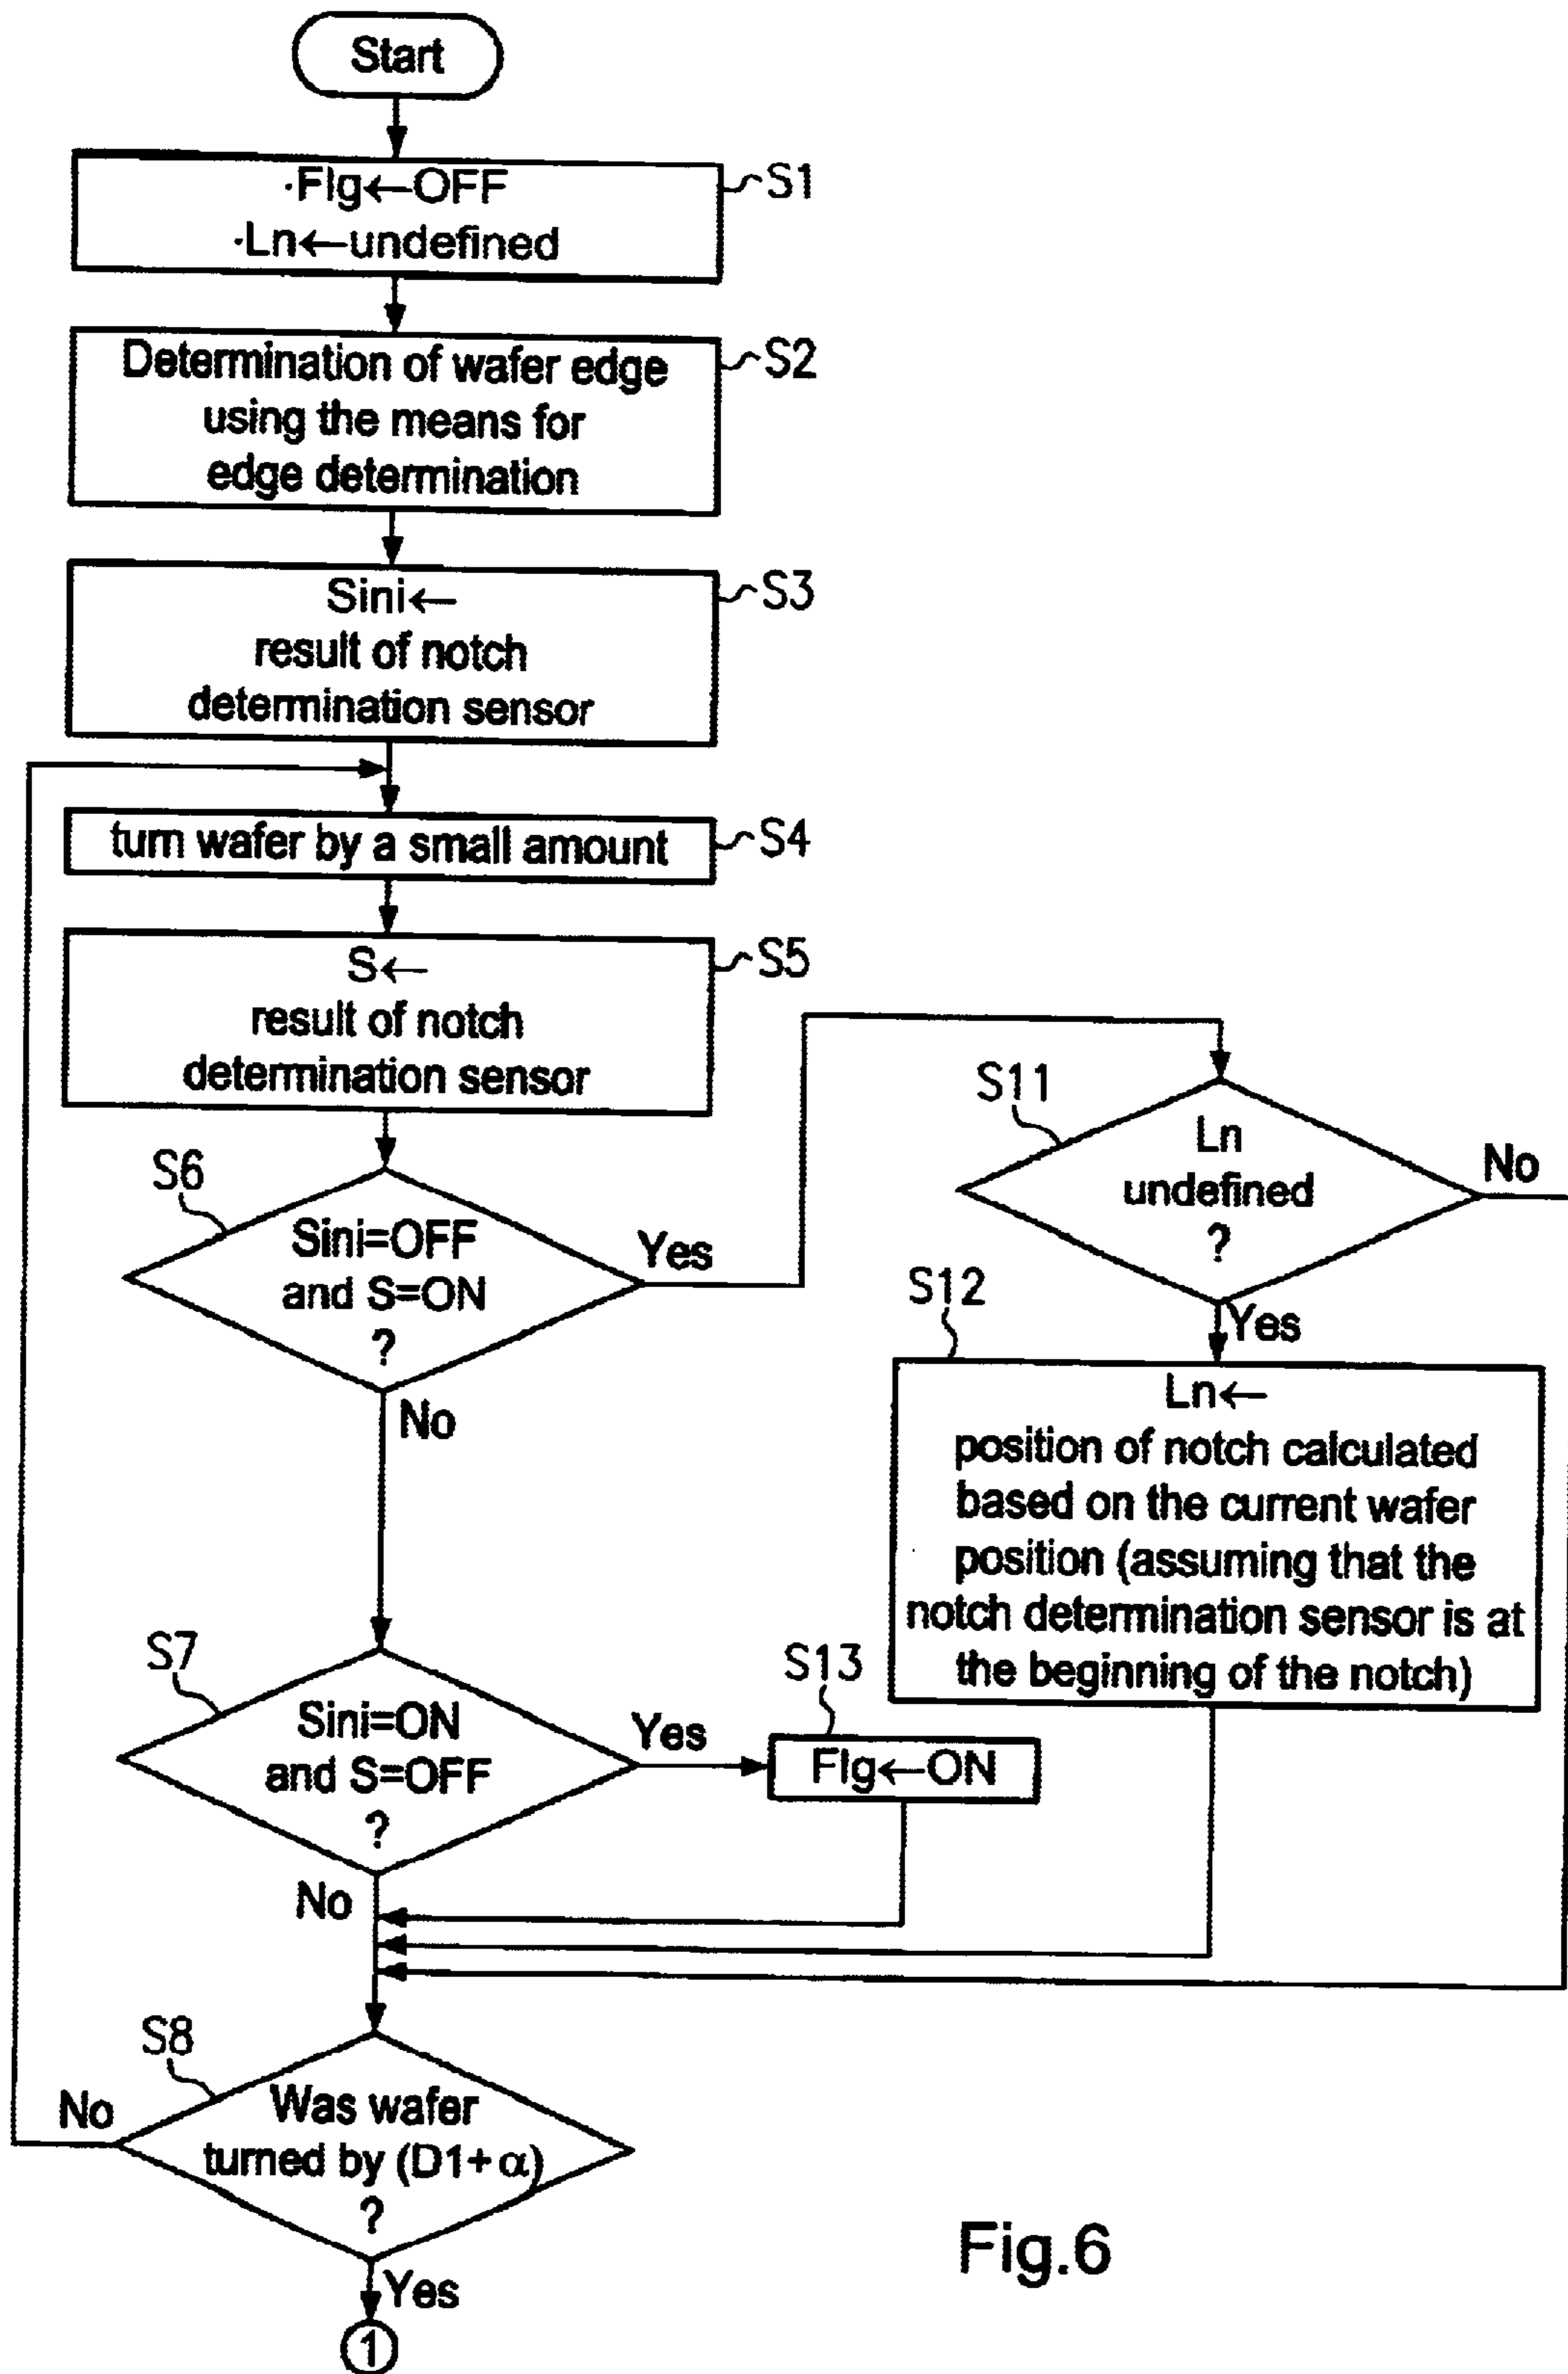 Start
·Flg←OFF
·Ln←undefined
S1
Determination of wafer edge
using the means for
edge determination
S2
Sini←
result of notch
determination sensor
S3
turn wafer by a small amount
S4
S←
result of notch
determination sensor
S5
S6
Sini=OFF
and S=ON
?
Yes
No
S11
Ln
undefined
?
No
Yes
S12
Ln←
position of notch calculated
based on the current wafer
position (assuming that the
notch determination sensor is at
the beginning of the notch)
S7
Sini=ON
and S=OFF
?
Yes
No
S13
Flg←ON
S8
Was wafer
turned by (D1+α)
?
No
Yes
1
Fig.6